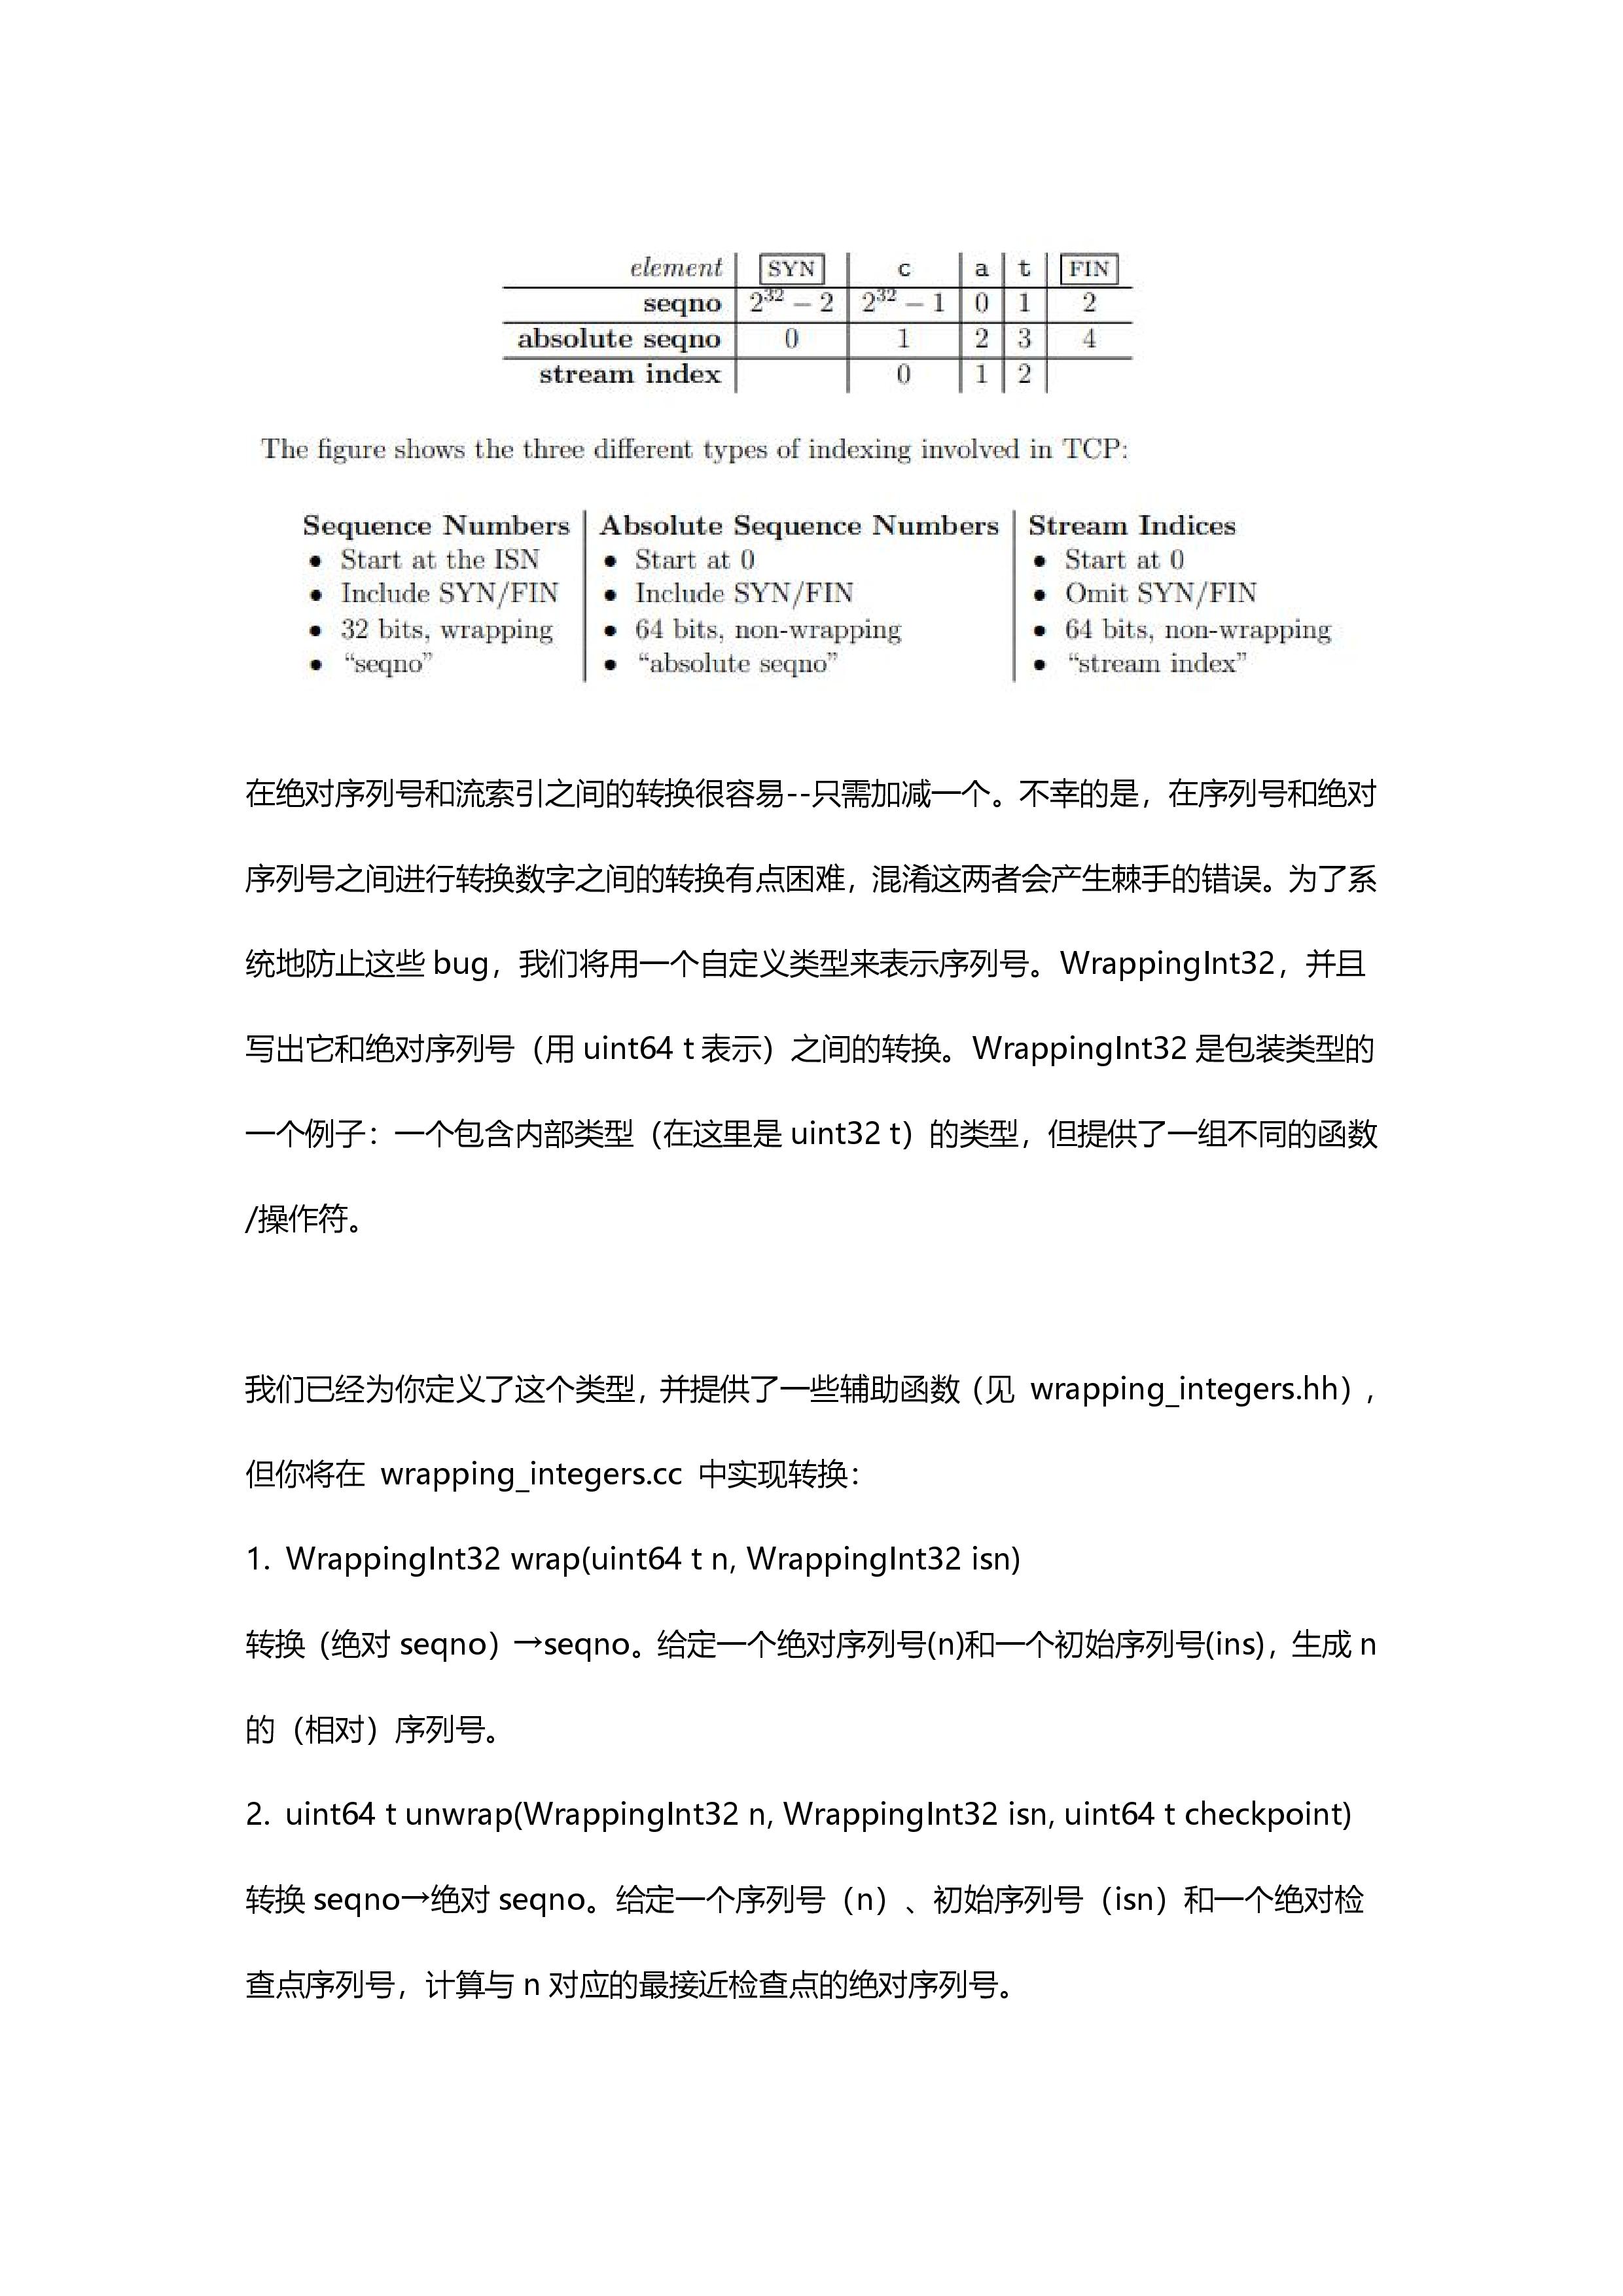 element SYN c a t FIN
seqno 2^32 − 2 2^32 − 1 0 1 2
absolute seqno 0 1 2 3 4
stream index 0 1 2
The figure shows the three different types of indexing involved in TCP:
Sequence Numbers Absolute Sequence Numbers Stream Indices
• Start at the ISN • Start at 0 • Start at 0
• Include SYN/FIN • Include SYN/FIN • Omit SYN/FIN
• 32 bits, wrapping • 64 bits, non-wrapping • 64 bits, non-wrapping
• “seqno” • “absolute seqno” • “stream index”
在绝对序列号和流索引之间的转换很容易--只需加减一个。不幸的是，在序列号和绝对
序列号之间进行转换数字之间的转换有点困难，混淆这两者会产生棘手的错误。为了系
统地防止这些 bug，我们将用一个自定义类型来表示序列号。WrappingInt32，并且
写出它和绝对序列号（用 uint64 t 表示）之间的转换。WrappingInt32 是包装类型的
一个例子：一个包含内部类型（在这里是 uint32 t）的类型，但提供了一组不同的函数
/操作符。
我们已经为你定义了这个类型，并提供了一些辅助函数（见 wrapping_integers.hh），
但你将在 wrapping_integers.cc 中实现转换：
1. WrappingInt32 wrap(uint64 t n, WrappingInt32 isn)
转换（绝对 seqno）→seqno。给定一个绝对序列号(n)和一个初始序列号(ins)，生成 n
的（相对）序列号。
2. uint64 t unwrap(WrappingInt32 n, WrappingInt32 isn, uint64 t checkpoint)
转换 seqno→绝对 seqno。给定一个序列号（n）、初始序列号（isn）和一个绝对检
查点序列号，计算与 n 对应的最接近检查点的绝对序列号。